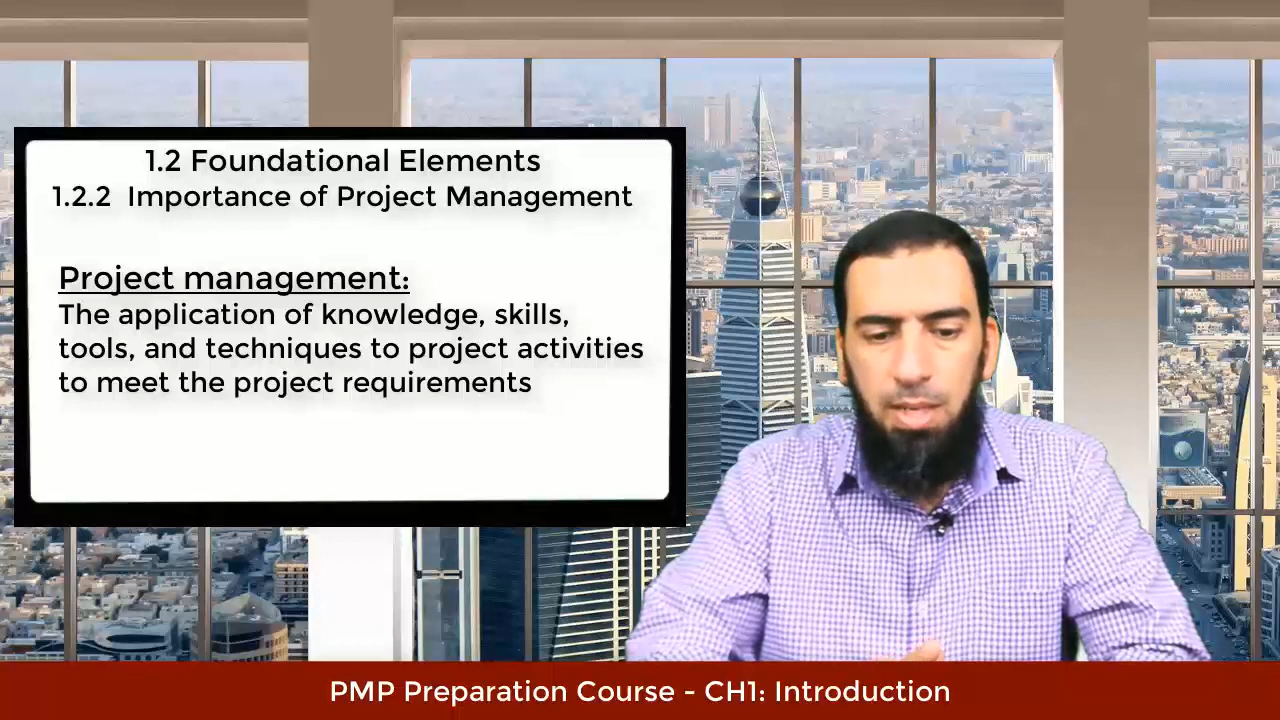 1.2 Foundational Elements
1.2.2 Importance of Project Management
Project management:
The application of knowledge, skills,
tools, and techniques to project activities
to meet the project requirements
PMP Preparation Course - CH1: Introduction